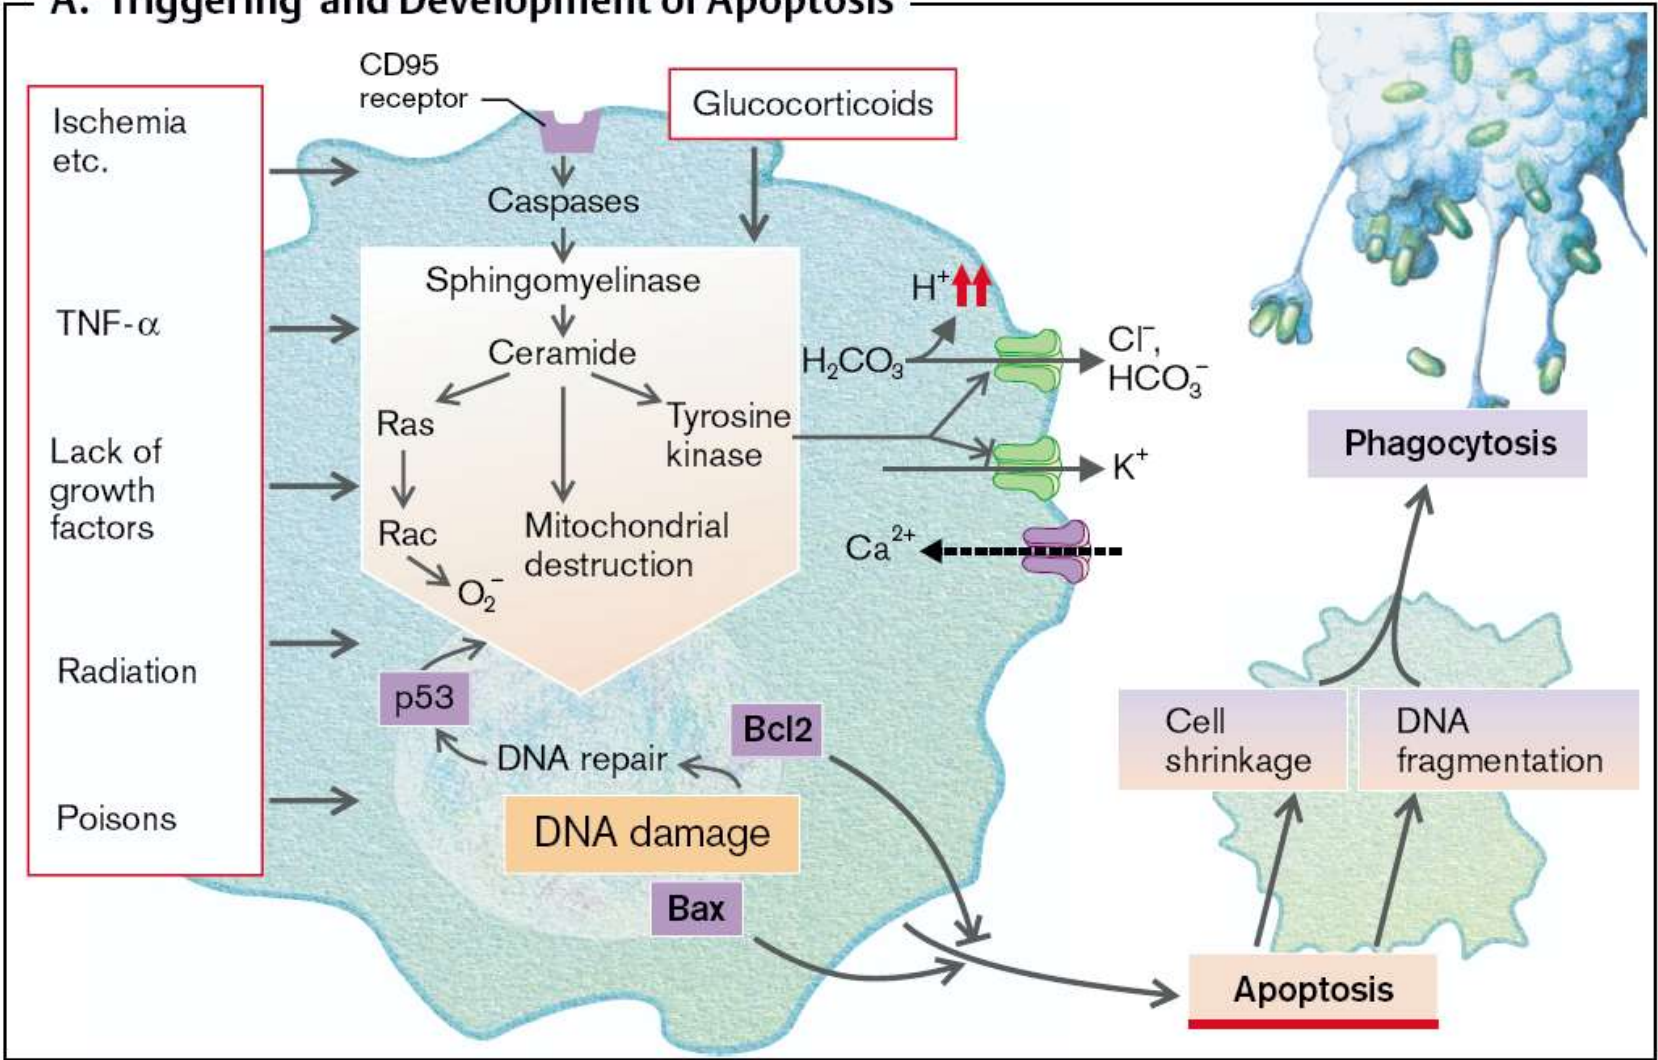 A. Triggering and Development of Apoptosis
CD95
receptor
Glucocorticoids
Ischemia
etc.
TNF-α
Lack of
growth
factors
Radiation
Poisons
Caspases
Sphingomyelinase
Ceramide
Ras
Tyrosine
kinase
Rac
Mitochondrial
destruction
O₂⁻
H⁺
H₂CO₃
Cl⁻,
HCO₃⁻
K⁺
Ca²⁺
p53
Bcl2
DNA repair
DNA damage
Bax
Phagocytosis
Cell
shrinkage
DNA
fragmentation
Apoptosis